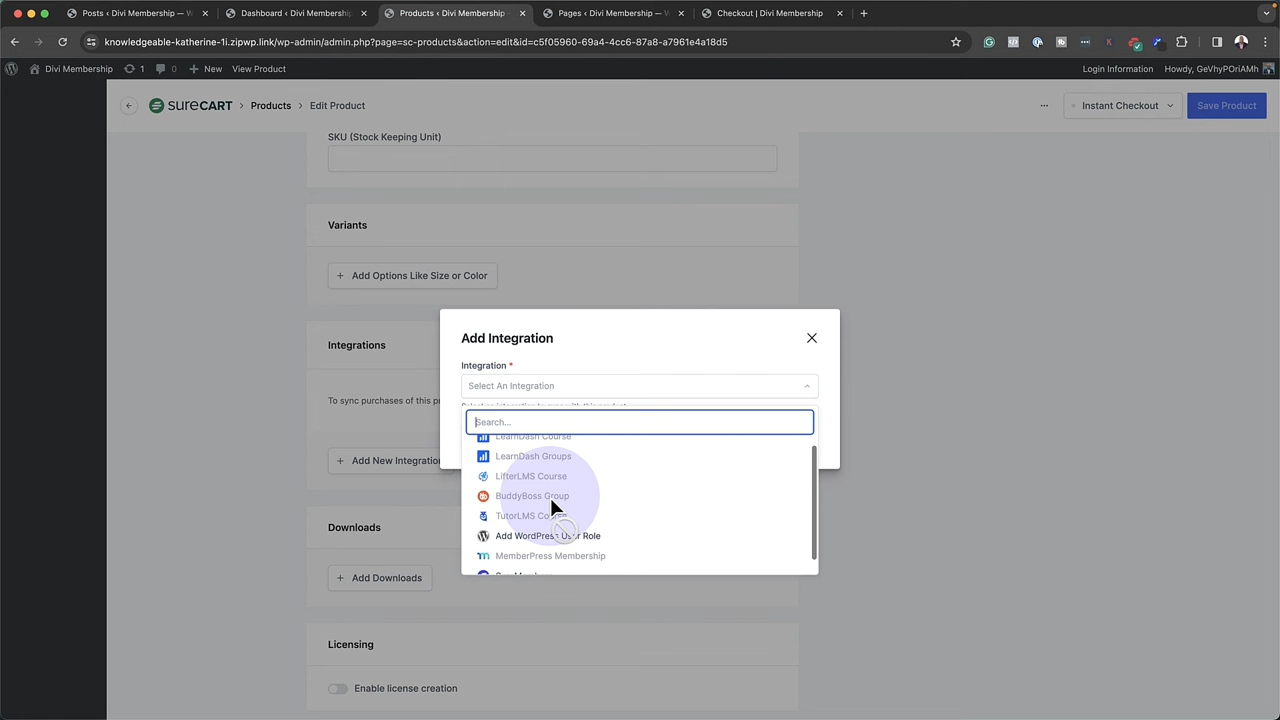 Posts ‹ Divi Membership — W
Dashboard ‹ Divi Membership
Products ‹ Divi Membership -
Pages ‹ Divi Membership — W
Checkout | Divi Membership
knowledgeable-katherine-1i.zipwp.link/wp-admin/admin.php?page=sc-products&action=edit&id=c5f05960-69a4-4cc6-87a8-a7961e4a18d5
Divi Membership 1 0 New View Product Login Information Howdy, GeVhyPOriAMh
SURECART Products Edit Product Instant Checkout Save Product
SKU (Stock Keeping Unit)
Variants
Add Options Like Size or Color
Integrations
To sync purchases of this pr
Add New Integration
Downloads
Add Downloads
Licensing
Enable license creation
Add Integration
Integration *
Select An Integration
Search...
LearnDash Course
LearnDash Groups
LifterLMS Course
BuddyBoss Group
TutorLMS Course
Add WordPress User Role
MemberPress Membership